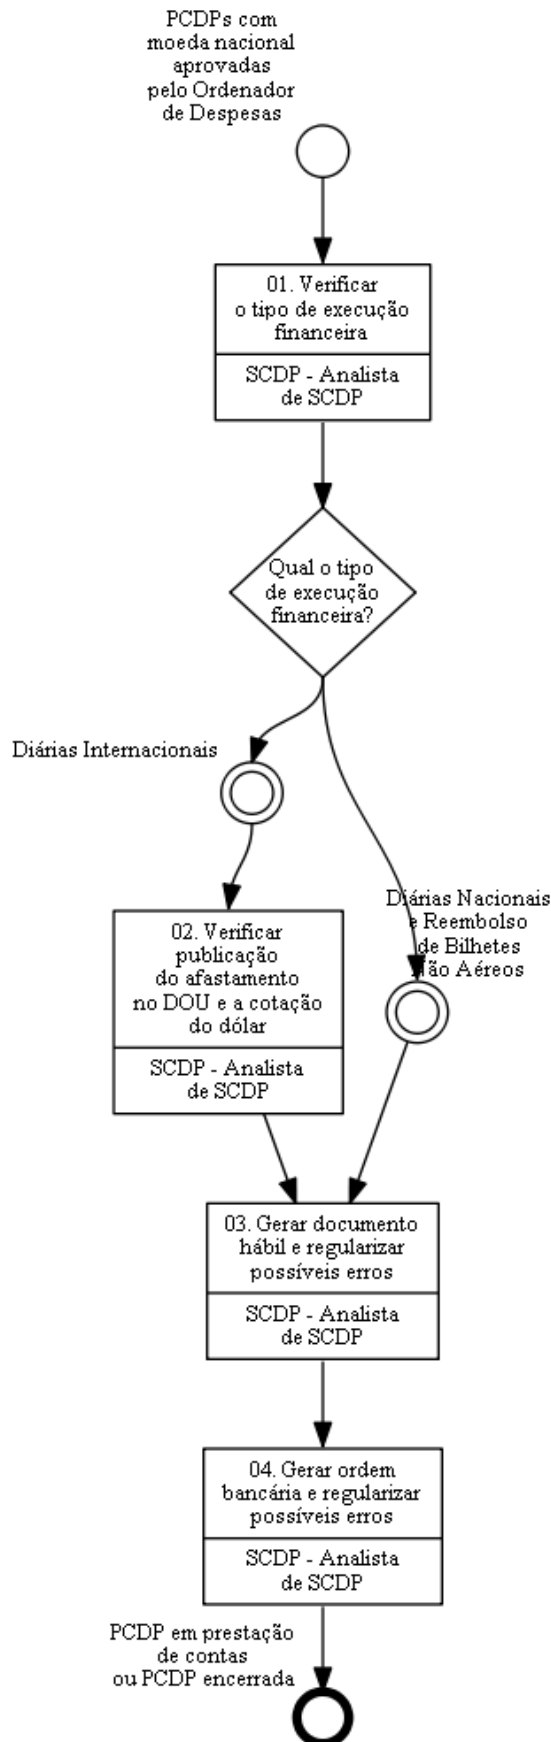 PCDPs com
moeda nacional
aprovadas
pelo Ordenador
de Despesas
01. Verificar
o tipo de execução
financeira
SCDP - Analista
de SCDP
Qual o tipo
de execução
financeira?
Diárias Internacionais
Diárias Nacionais
e Reembolso
de Bilhetes
Não Aéreos
02. Verificar
publicação
do afastamento
no DOU e a cotação
do dólar
SCDP - Analista
de SCDP
03. Gerar documento
hábil e regularizar
possíveis erros
SCDP - Analista
de SCDP
04. Gerar ordem
bancária e regularizar
possíveis erros
SCDP - Analista
de SCDP
PCDP em prestação
de contas
ou PCDP encerrada